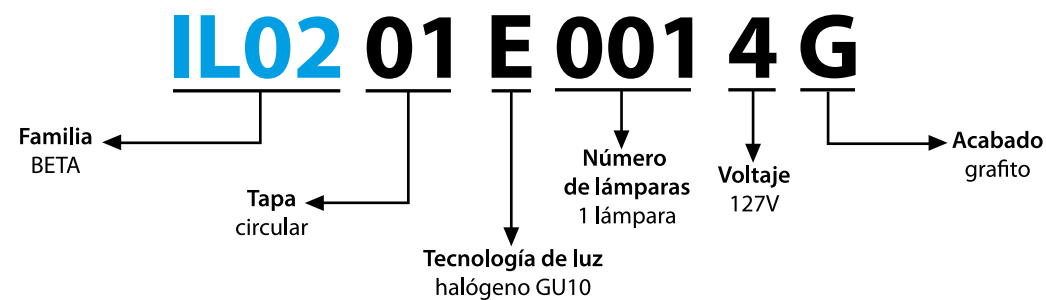 IL02 01 E 001 4 G
Familia
BETA
Tapa
circular
Tecnología de luz
halógeno GU10
Número
de lámparas
1 lámpara
Voltaje
127V
Acabado
grafito